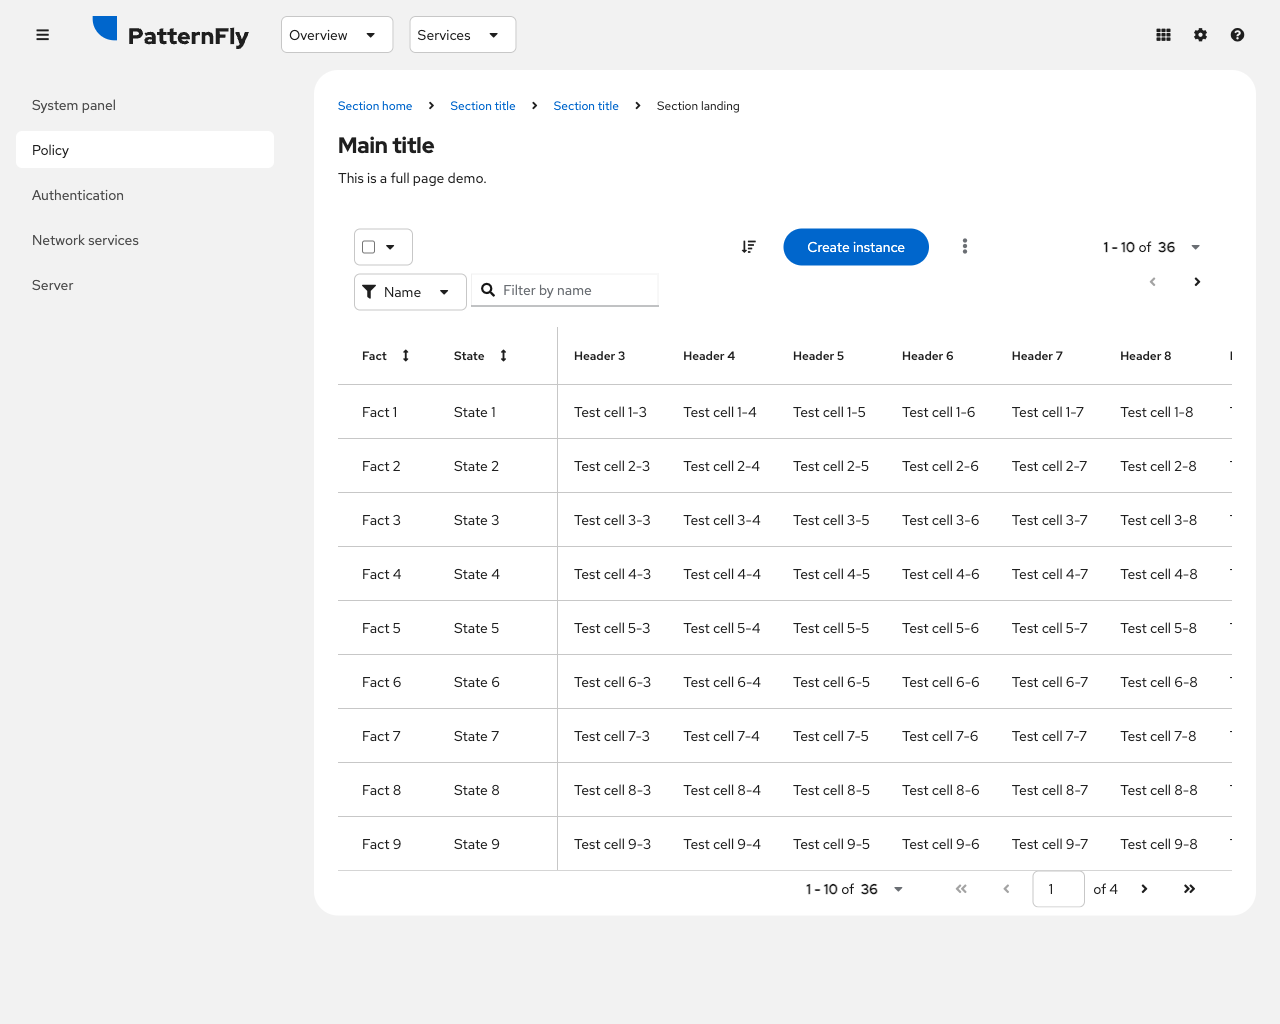 PatternFly Overview Services
System panel
Policy
Authentication
Network services
Server
Section home Section title Section title Section landing
Main title
This is a full page demo.
Create instance 1 - 10 of 36
Name Filter by name
Fact State Header 3 Header 4 Header 5 Header 6 Header 7 Header 8
Fact 1 State 1 Test cell 1-3 Test cell 1-4 Test cell 1-5 Test cell 1-6 Test cell 1-7 Test cell 1-8
Fact 2 State 2 Test cell 2-3 Test cell 2-4 Test cell 2-5 Test cell 2-6 Test cell 2-7 Test cell 2-8
Fact 3 State 3 Test cell 3-3 Test cell 3-4 Test cell 3-5 Test cell 3-6 Test cell 3-7 Test cell 3-8
Fact 4 State 4 Test cell 4-3 Test cell 4-4 Test cell 4-5 Test cell 4-6 Test cell 4-7 Test cell 4-8
Fact 5 State 5 Test cell 5-3 Test cell 5-4 Test cell 5-5 Test cell 5-6 Test cell 5-7 Test cell 5-8
Fact 6 State 6 Test cell 6-3 Test cell 6-4 Test cell 6-5 Test cell 6-6 Test cell 6-7 Test cell 6-8
Fact 7 State 7 Test cell 7-3 Test cell 7-4 Test cell 7-5 Test cell 7-6 Test cell 7-7 Test cell 7-8
Fact 8 State 8 Test cell 8-3 Test cell 8-4 Test cell 8-5 Test cell 8-6 Test cell 8-7 Test cell 8-8
Fact 9 State 9 Test cell 9-3 Test cell 9-4 Test cell 9-5 Test cell 9-6 Test cell 9-7 Test cell 9-8
1 - 10 of 36 1 of 4